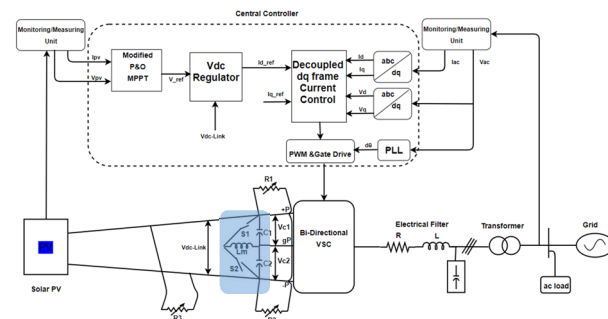 Central Controller
Monitoring/Measuring
Unit
Monitoring/Measuring
Unit
Ipv
Vpv
Modified
P&O
MPPT
V_ref
Vdc
Regulator
Id_ref
Iq_ref
Vdc-Link
Decoupled
dq frame
Current
Control
Id
Iq
abc
dq
Vd
Vq
abc
dq
Iac
Vac
PWM &Gate Drive
dθ
PLL
R1
+P
S1
C1
Vc1
Lm
gP
S2
C2
Vc2
-P
Vdc-Link
Bi-Directional
VSC
Electrical Filter
R
L
Transformer
Grid
ac load
Solar PV
R3